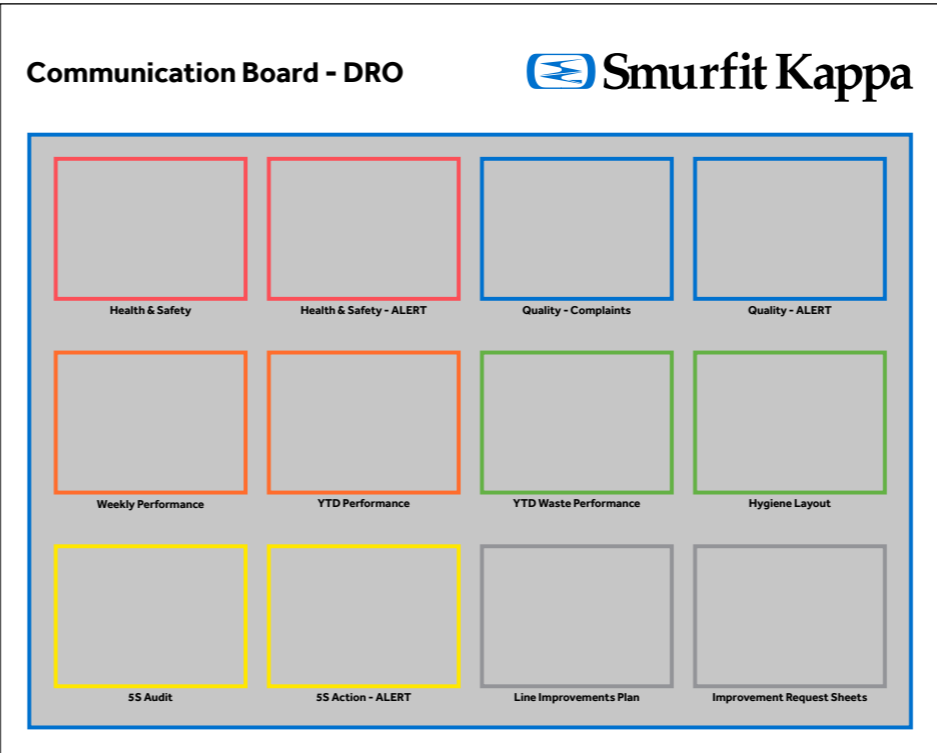 Communication Board - DRO
Smurfit Kappa
Health & Safety
Health & Safety - ALERT
Quality - Complaints
Quality - ALERT
Weekly Performance
YTD Performance
YTD Waste Performance
Hygiene Layout
5S Audit
5S Action - ALERT
Line Improvements Plan
Improvement Request Sheets